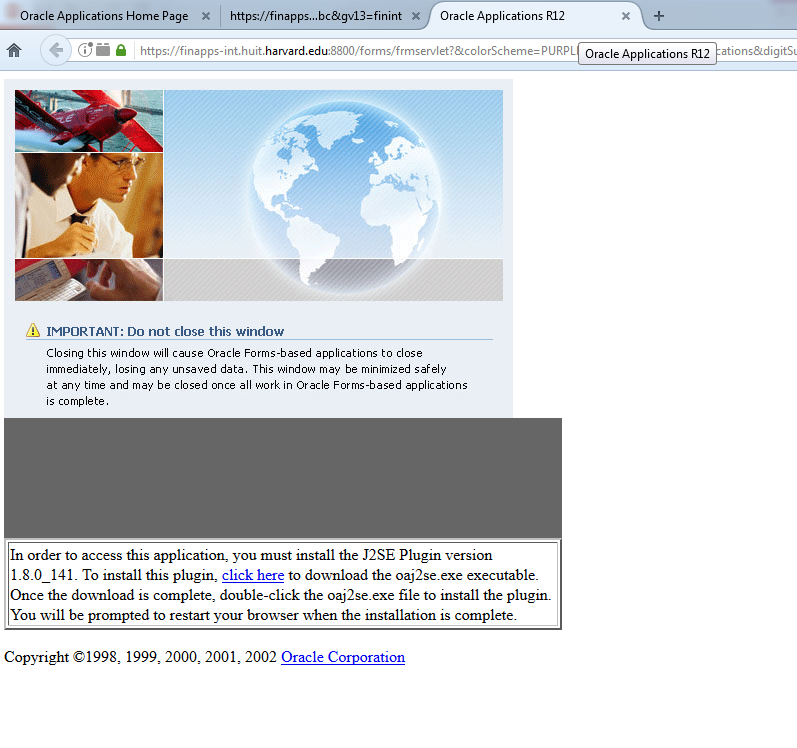 Oracle Applications Home Page
https://finapps...bc&gv13=finint
Oracle Applications R12
https://finapps-int.huit.harvard.edu:8800/forms/frmservlet?&colorScheme=PURPL
Oracle Applications R12
cations&digitSu
IMPORTANT: Do not close this window
Closing this window will cause Oracle Forms-based applications to close
immediately, losing any unsaved data. This window may be minimized safely
at any time and may be closed once all work in Oracle Forms-based applications
is complete.
In order to access this application, you must install the J2SE Plugin version
1.8.0_141. To install this plugin, click here to download the oaj2se.exe executable.
Once the download is complete, double-click the oaj2se.exe file to install the plugin.
You will be prompted to restart your browser when the installation is complete.
Copyright ©1998, 1999, 2000, 2001, 2002 Oracle Corporation